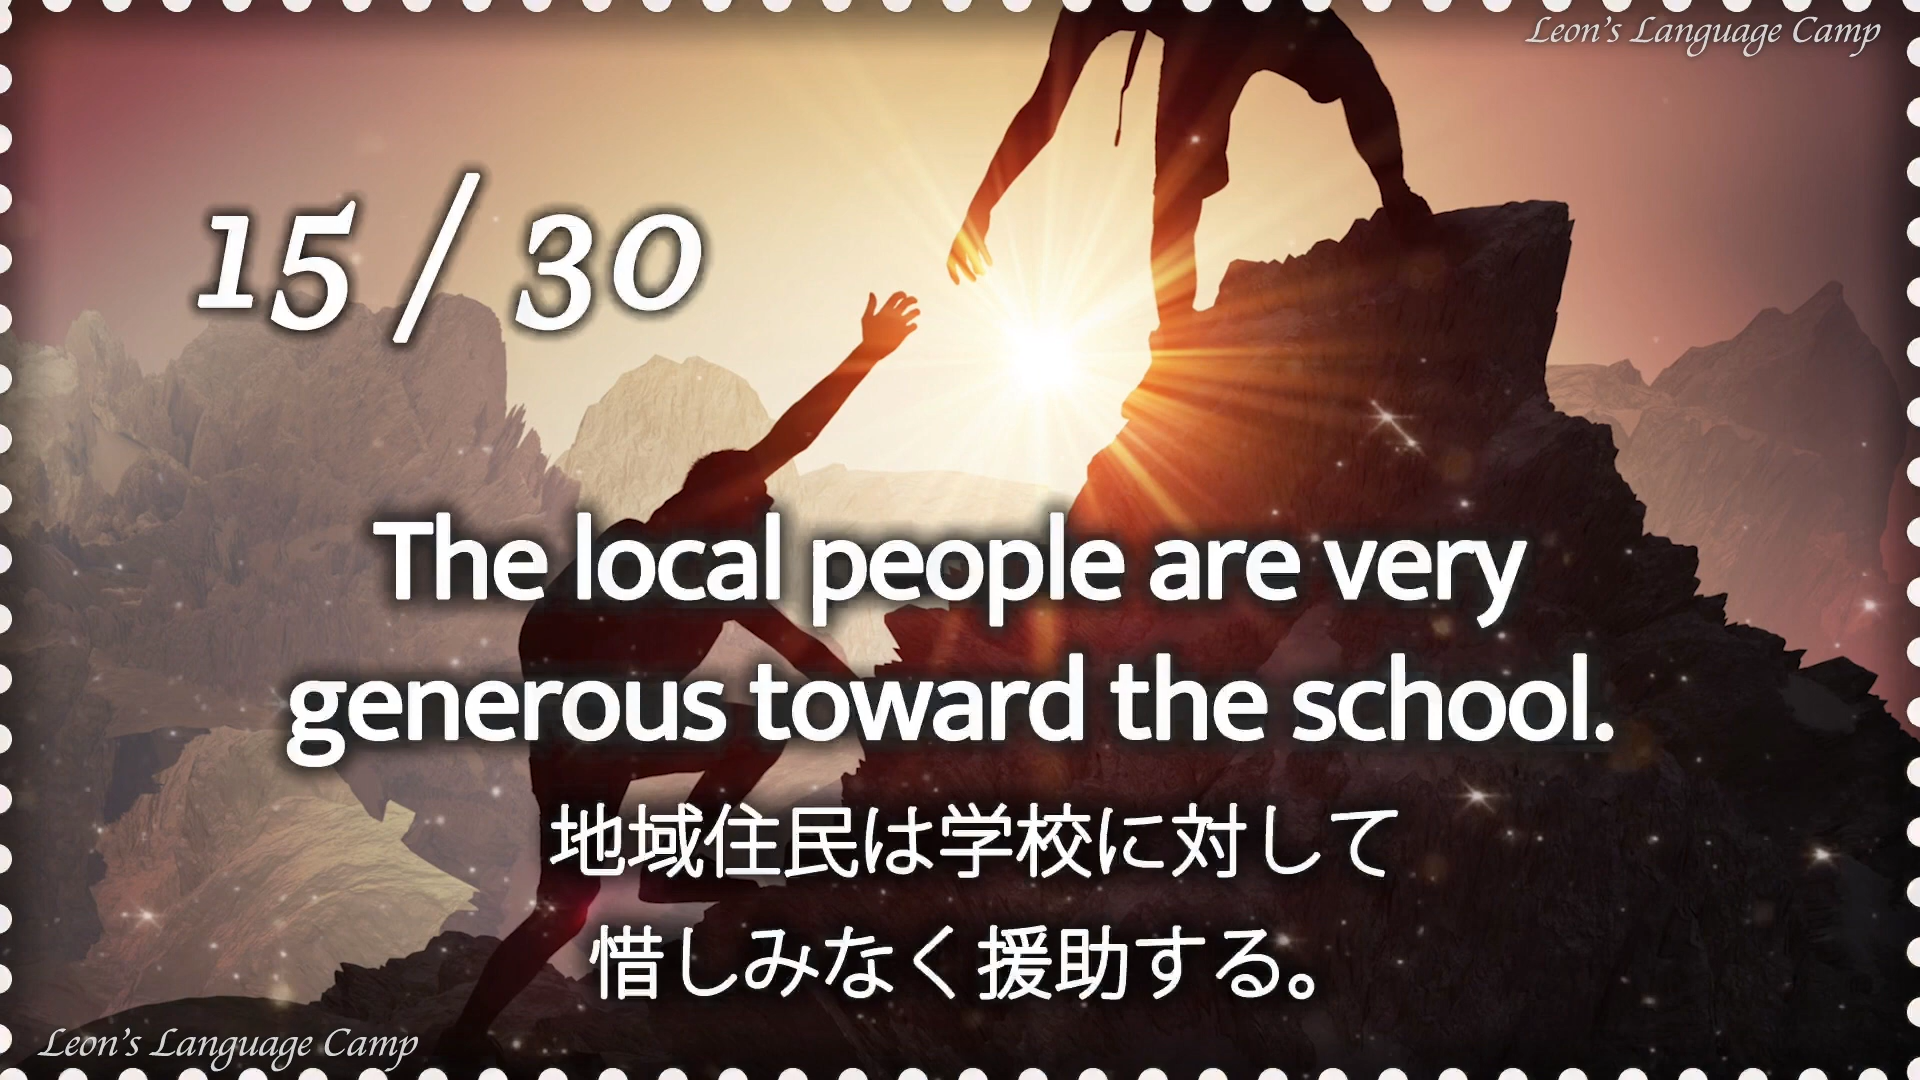 Leon's Language Camp
15 / 30
The local people are very
generous toward the school.
地域住民は学校に対して
惜しみなく援助する。
Leon's Language Camp